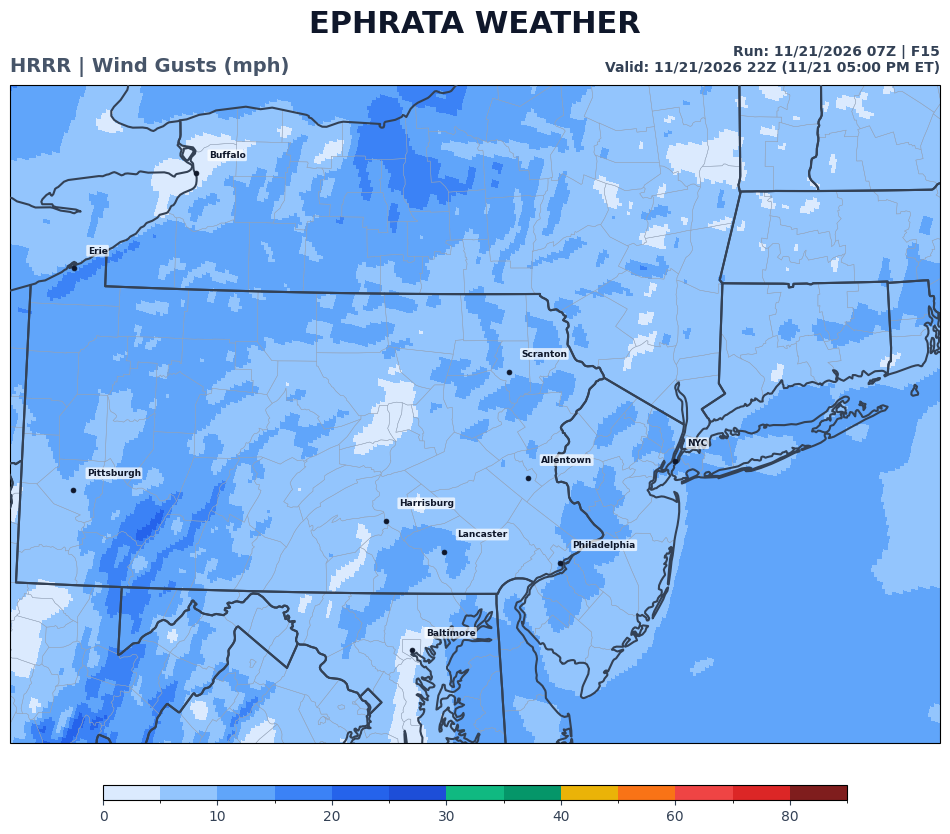 EPHRATA WEATHER
HRRR | Wind Gusts (mph)
Run: 11/21/2026 07Z | F15
Valid: 11/21/2026 22Z (11/21 05:00 PM ET)
Buffalo
Erie
Scranton
NYC
Allentown
Pittsburgh
Harrisburg
Lancaster
Philadelphia
Baltimore
0 10 20 30 40 60 80